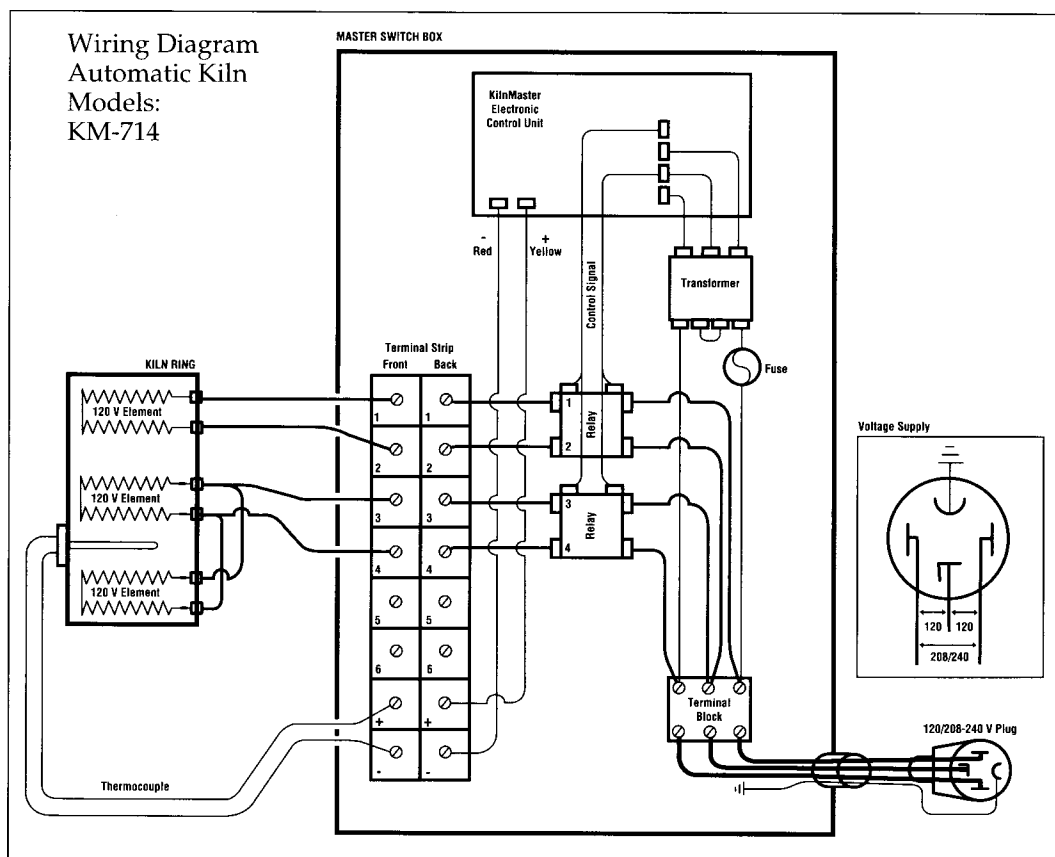 Wiring Diagram
Automatic Kiln
Models:
KM-714
MASTER SWITCH BOX
KilnMaster
Electronic
Control Unit
-
Red
+
Yellow
Control Signal
Transformer
Fuse
Terminal Strip
Front Back
KILN RING
120 V Element
120 V Element
120 V Element
1 1
2 2
3 3
4 4
5 5
6 6
+ +
- -
1
2
Relay
3
4
Relay
Thermocouple
Terminal
Block
Voltage Supply
120 120
208/240
120/208-240 V Plug